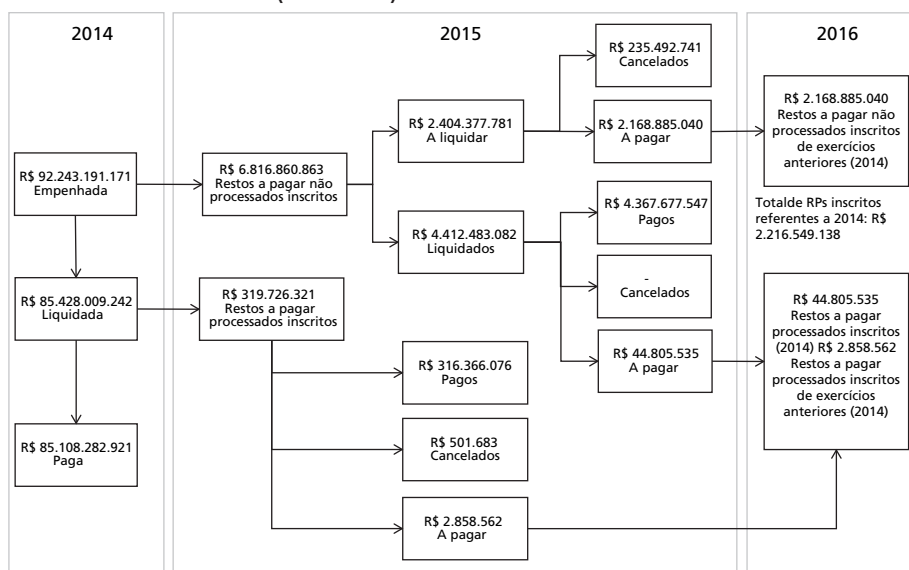 2014
2015
2016
R$ 92.243.191.171
Empenhada
R$ 85.428.009.242
Liquidada
R$ 85.108.282.921
Paga
R$ 6.816.860.863
Restos a pagar não
processados inscritos
R$ 319.726.321
Restos a pagar
processados inscritos
R$ 2.404.377.781
A liquidar
R$ 4.412.483.082
Liquidados
R$ 316.366.076
Pagos
R$ 501.683
Cancelados
R$ 2.858.562
A pagar
R$ 235.492.741
Cancelados
R$ 2.168.885.040
A pagar
R$ 4.367.677.547
Pagos
-
Cancelados
R$ 44.805.535
A pagar
R$ 2.168.885.040
Restos a pagar não
processados inscritos
de exercícios
anteriores (2014)
Totalde RPs inscritos
referentes a 2014: R$
2.216.549.138
R$ 44.805.535
Restos a pagar
processados inscritos
(2014) R$ 2.858.562
Restos a pagar
processados inscritos
de exercícios
anteriores (2014)